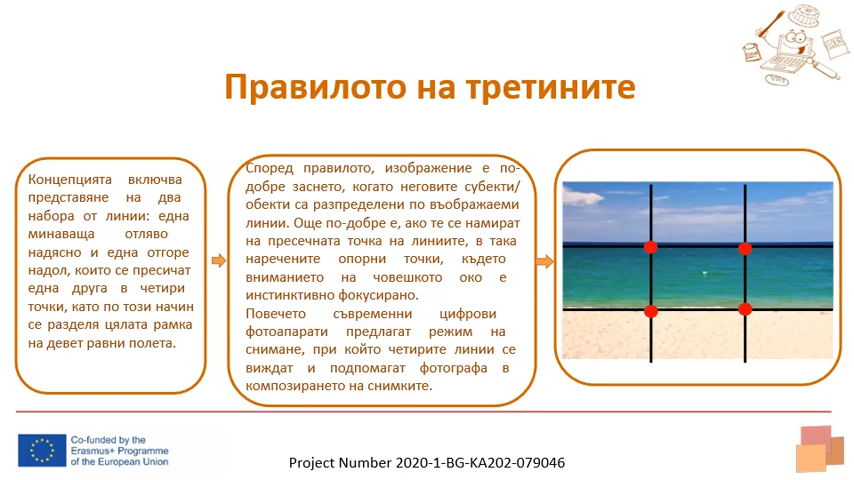 Правилото на третините
Концепцията включва
представяне на два
набора от линии: една
минаваща отляво
надясно и една отгоре
надол, които се пресичат
една друга в четири
точки, като по този начин
се разделя цялата рамка
на девет равни полета.
Според правилото, изображение е по-
добре заснето, когато неговите субекти/
обекти са разпределени по въображаеми
линии. Още по-добре е, ако те се намират
на пресечната точка на линиите, в така
наречените опорни точки, където
вниманието на човешкото око е
инстинктивно фокусирано.
Повечето съвременни цифрови
фотоапарати предлагат режим на
снимане, при който четирите линии се
виждат и подпомагат фотографа в
композирането на снимките.
Co-funded by the
Erasmus+ Programme
of the European Union
Project Number 2020-1-BG-KA202-079046